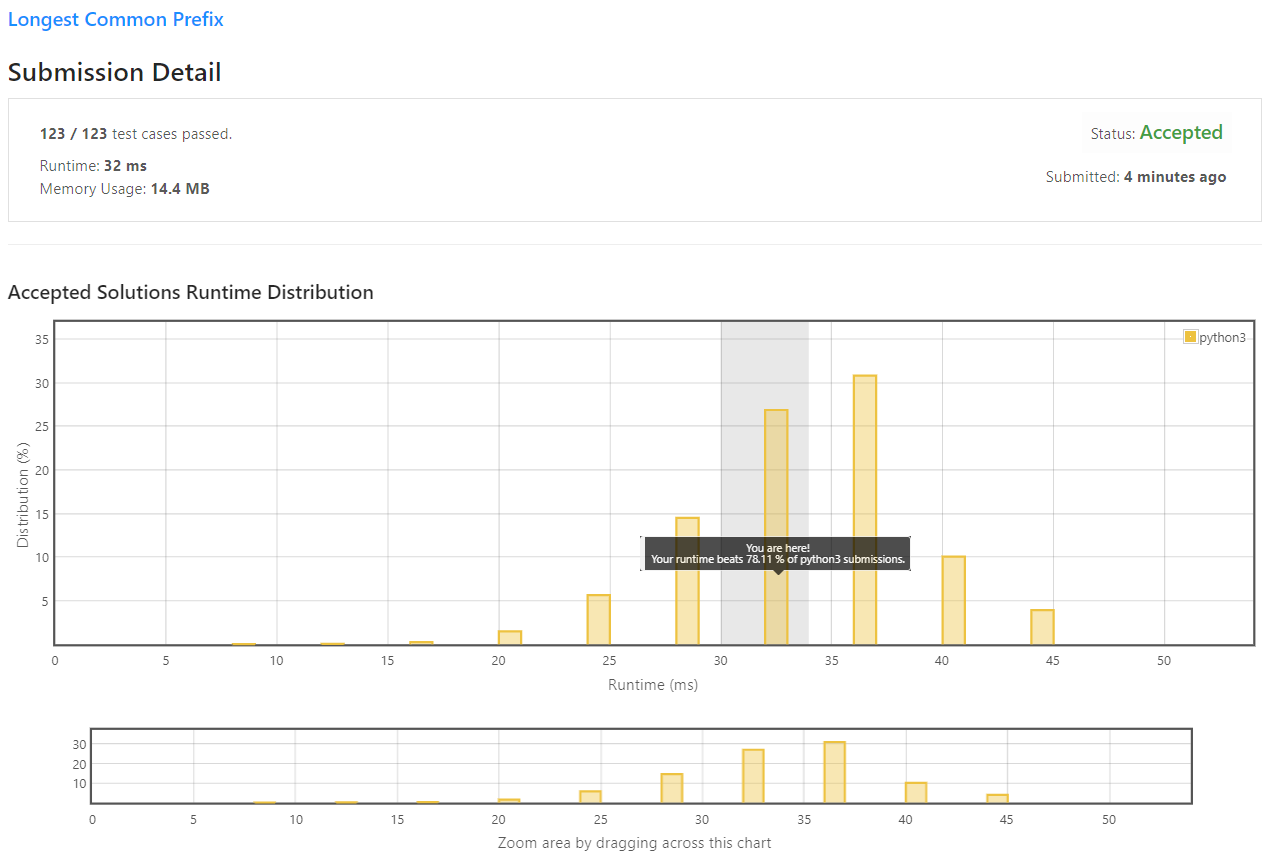 Longest Common Prefix
Submission Detail
123 / 123 test cases passed.
Status: Accepted
Runtime: 32 ms
Memory Usage: 14.4 MB
Submitted: 4 minutes ago
Accepted Solutions Runtime Distribution
python3
35
30
25
20
15
10
5
Distribution (%)
You are here!
Your runtime beats 78.11 % of python3 submissions.
0 5 10 15 20 25 30 35 40 45 50
Runtime (ms)
30
20
10
0 5 10 15 20 25 30 35 40 45 50
Zoom area by dragging across this chart